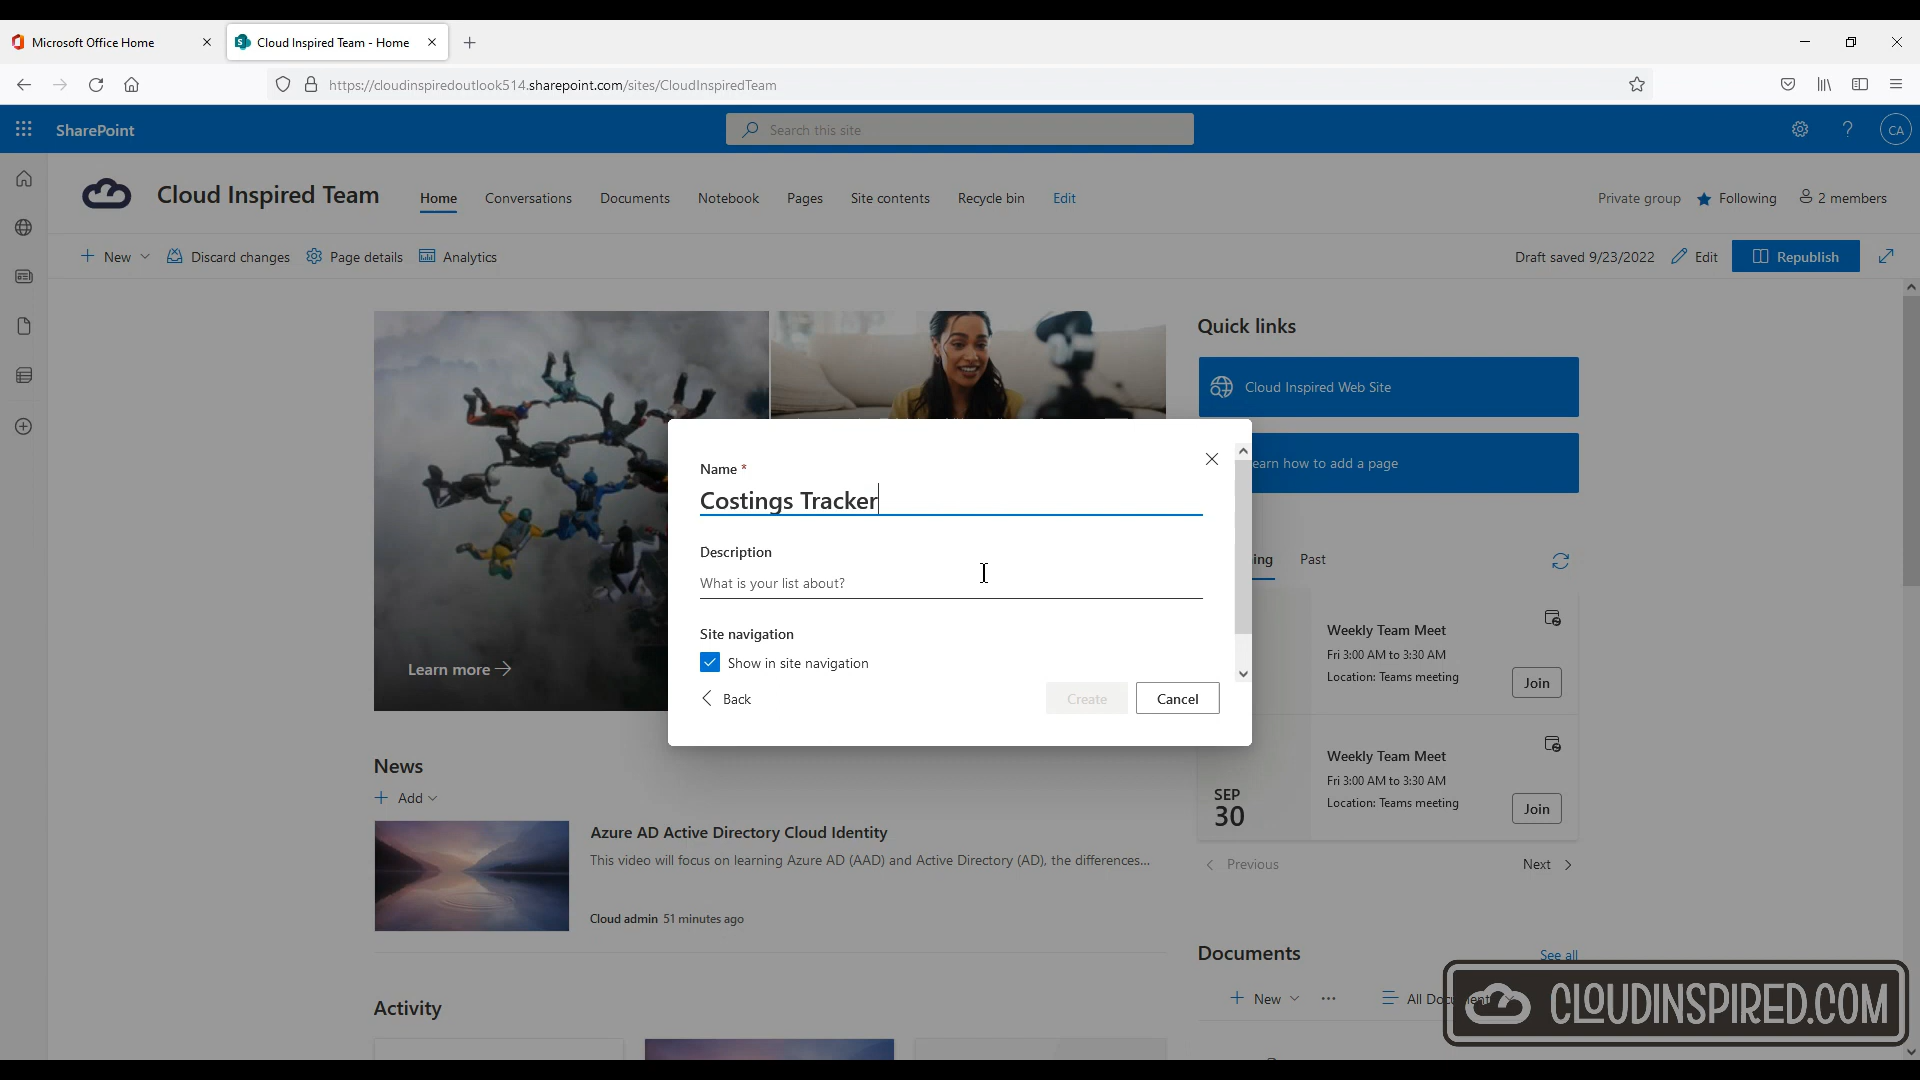 Microsoft Office Home
Cloud Inspired Team - Home
https://cloudinspiredoutlook514.sharepoint.com/sites/CloudInspiredTeam
SharePoint
Search this site
CA
Cloud Inspired Team
Home
Conversations
Documents
Notebook
Pages
Site contents
Recycle bin
Edit
Private group
Following
2 members
New
Discard changes
Page details
Analytics
Draft saved 9/23/2022
Edit
Republish
Learn more
Quick links
Cloud Inspired Web Site
earn how to add a page
Name *
Costings Tracker
Description
What is your list about?
Site navigation
Show in site navigation
Back
Create
Cancel
ing
Past
Weekly Team Meet
Fri 3:00 AM to 3:30 AM
Location: Teams meeting
Join
SEP
30
Weekly Team Meet
Fri 3:00 AM to 3:30 AM
Location: Teams meeting
Join
Previous
Next
News
Add
Azure AD Active Directory Cloud Identity
This video will focus on learning Azure AD (AAD) and Active Directory (AD), the differences...
Cloud admin 51 minutes ago
Activity
Documents
See all
New
All
CLOUDINSPIRED.COM